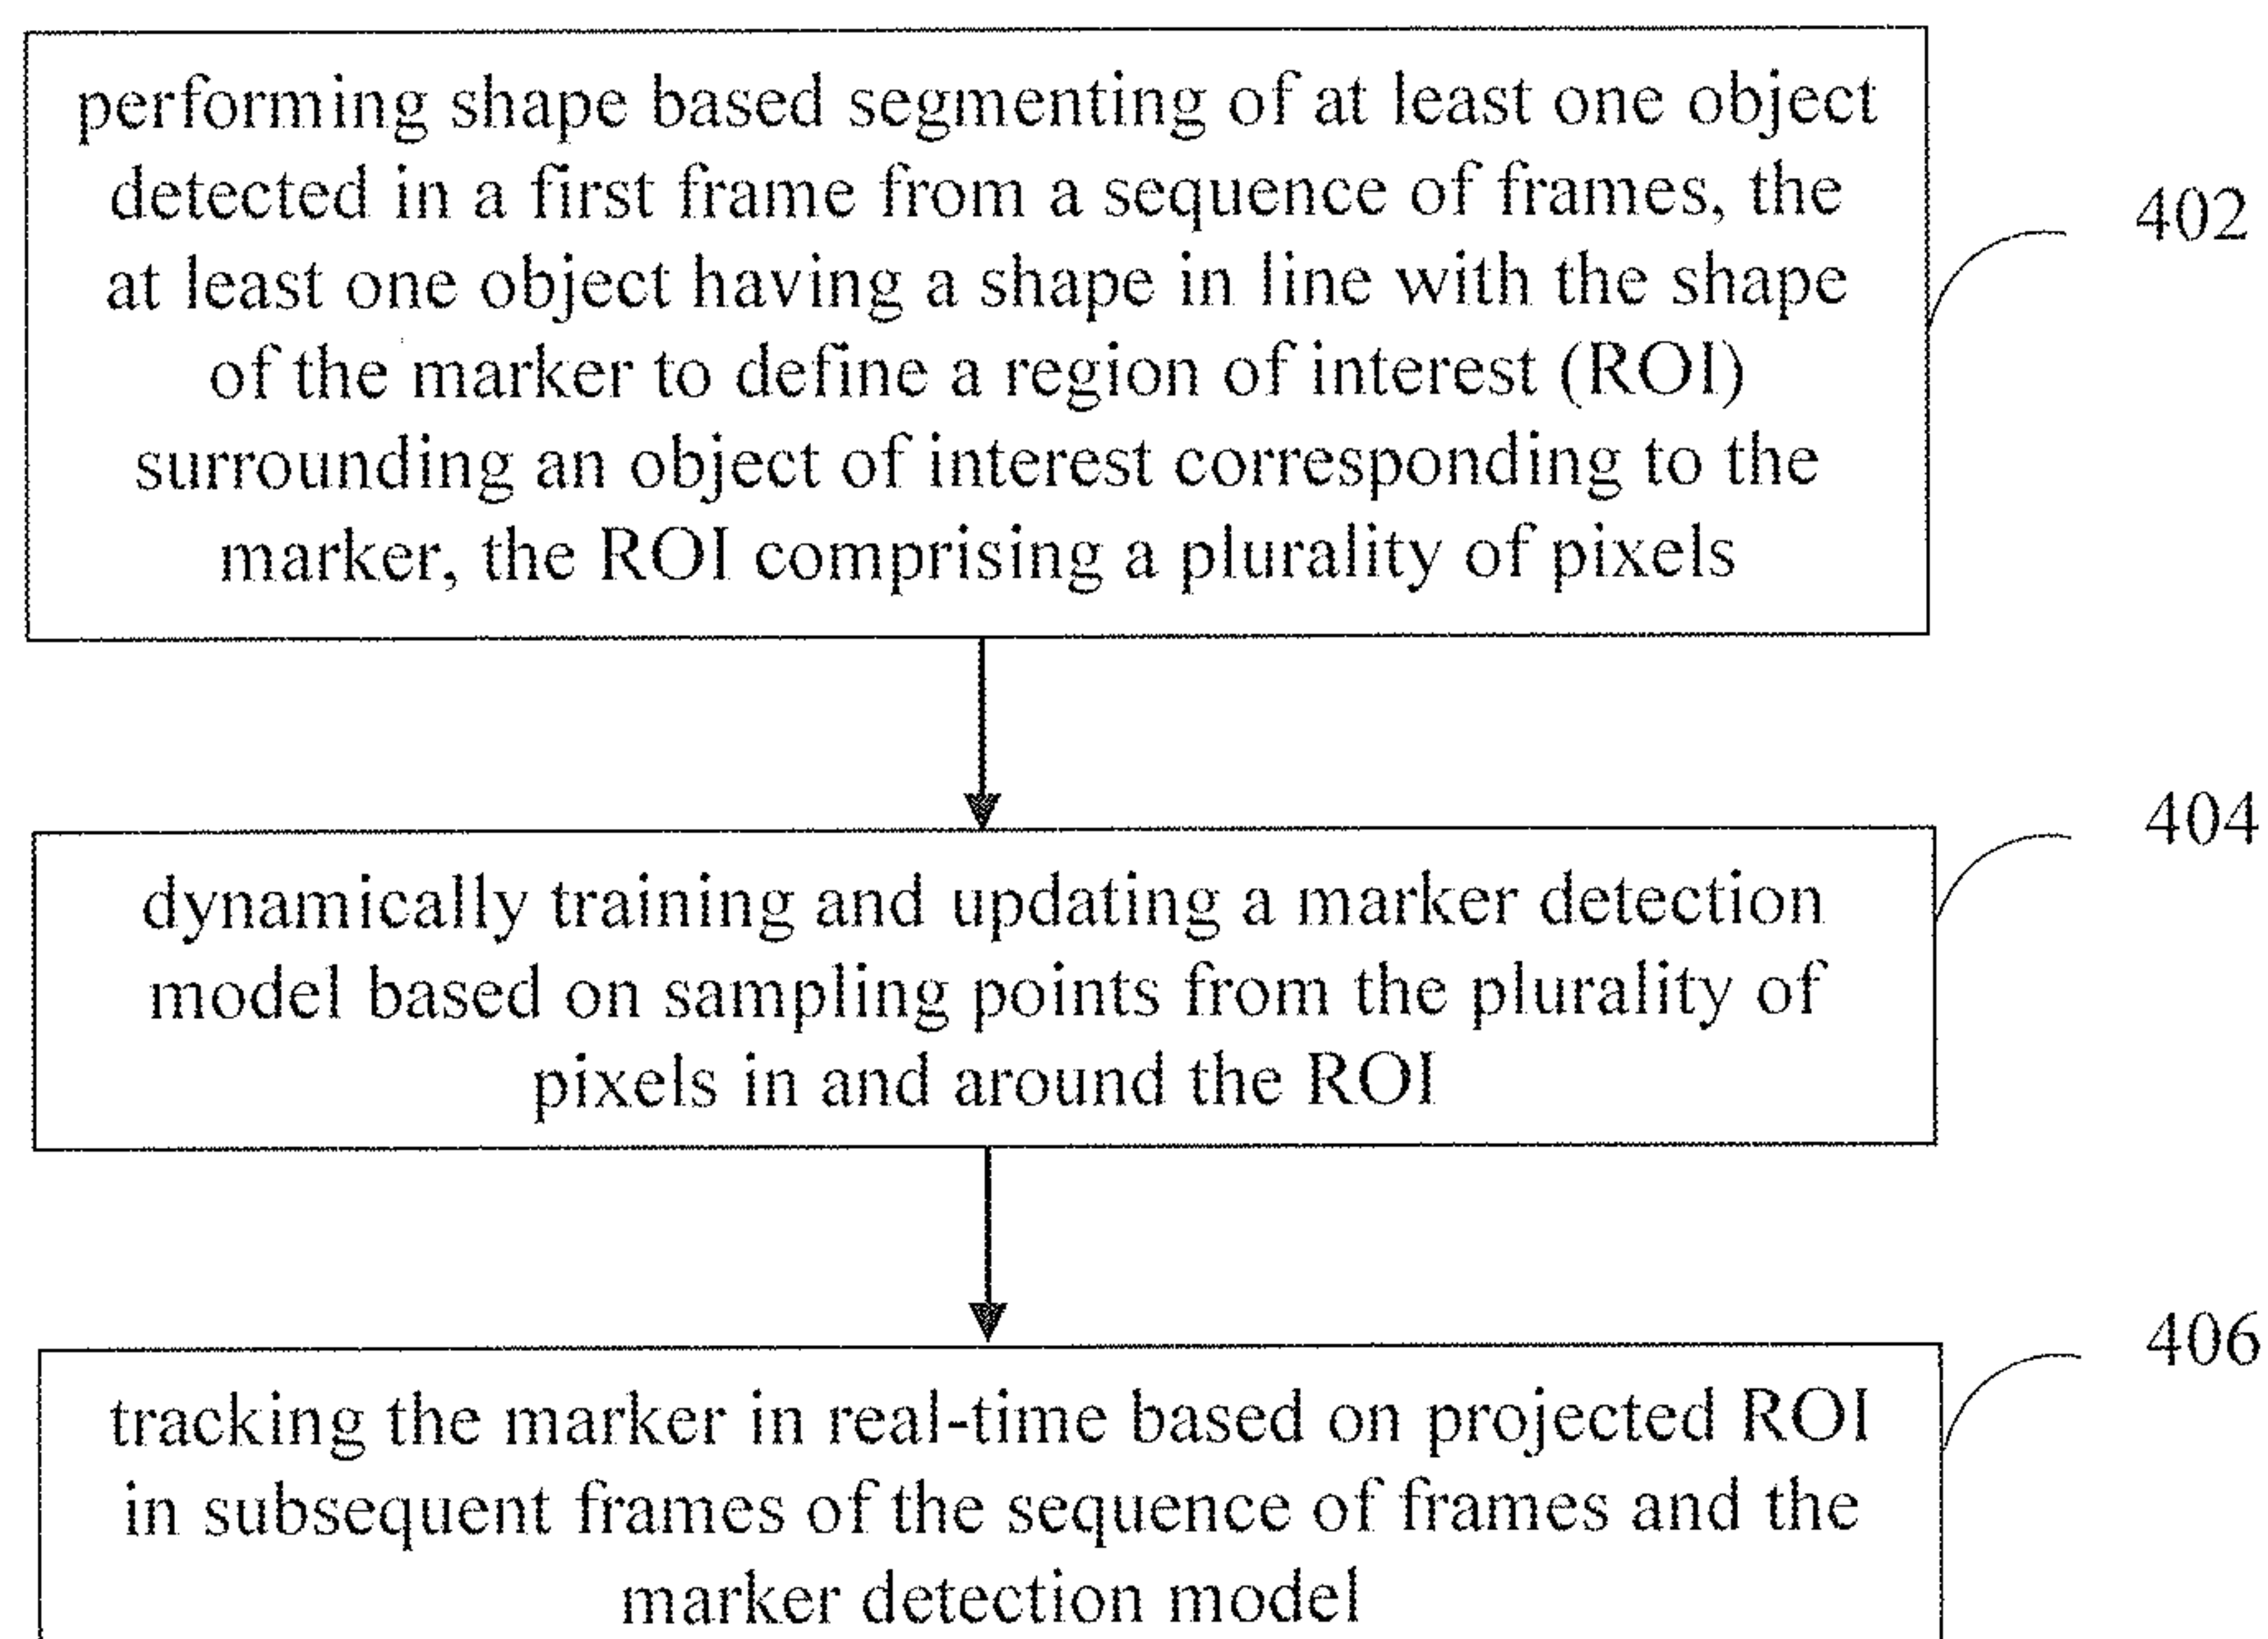 performing shape based segmenting of at least one object
detected in a first frame from a sequence of frames, the
at least one object having a shape in line with the shape
of the marker to define a region of interest (ROI)
surrounding an object of interest corresponding to the
marker, the ROI comprising a plurality of pixels
402
dynamically training and updating a marker detection
model based on sampling points from the plurality of
pixels in and around the ROI
404
tracking the marker in real-time based on projected ROI
in subsequent frames of the sequence of frames and the
marker detection model
406